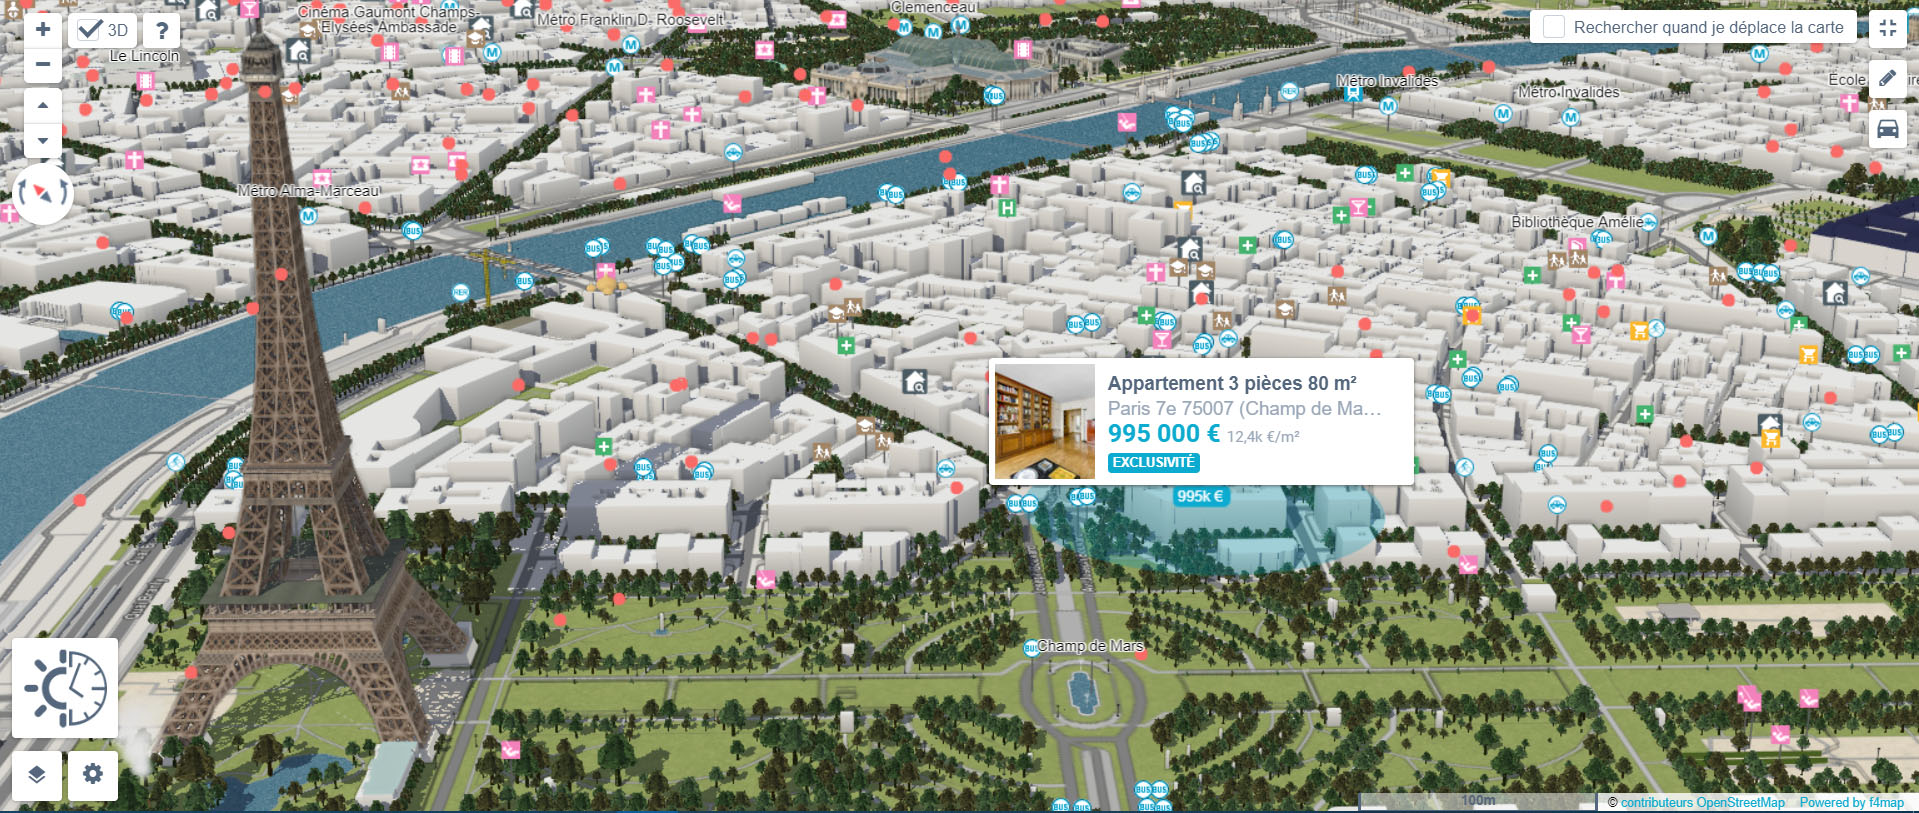 Cinéma Gaumont Champs-
Elysées Ambassade
Métro Franklin D- Roosevelt
Clemenceau
3D
?
Rechercher quand je déplace la carte
Le Lincoln
Métro Invalides
Métro Invalides
École
Métro Alma-Marceau
Bibliothèque Amélie
Appartement 3 pièces 80 m²
Paris 7e 75007 (Champ de Ma…
995 000 € 12,4k €/m²
EXCLUSIVITÉ
995k €
Champ de Mars
100m
© contributeurs OpenStreetMap Powered by f4map